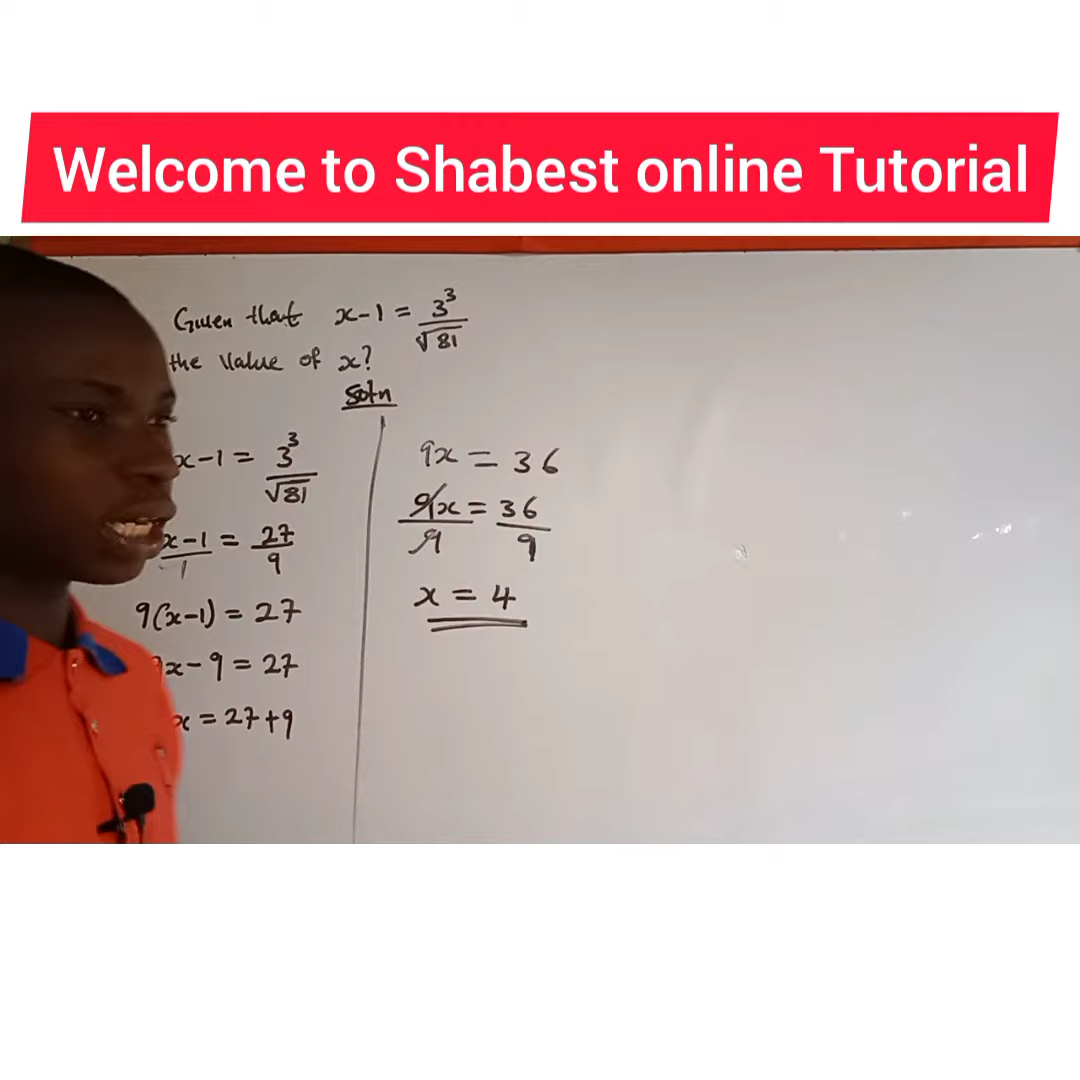 Welcome to Shabest online Tutorial
Given that x-1 = 3³/√81
the value of x?
Soln
x-1 = 3³/√81
x-1/1 = 27/9
9(x-1) = 27
x-9 = 27
x = 27+9
9x = 36
9x/9 = 36/9
x = 4